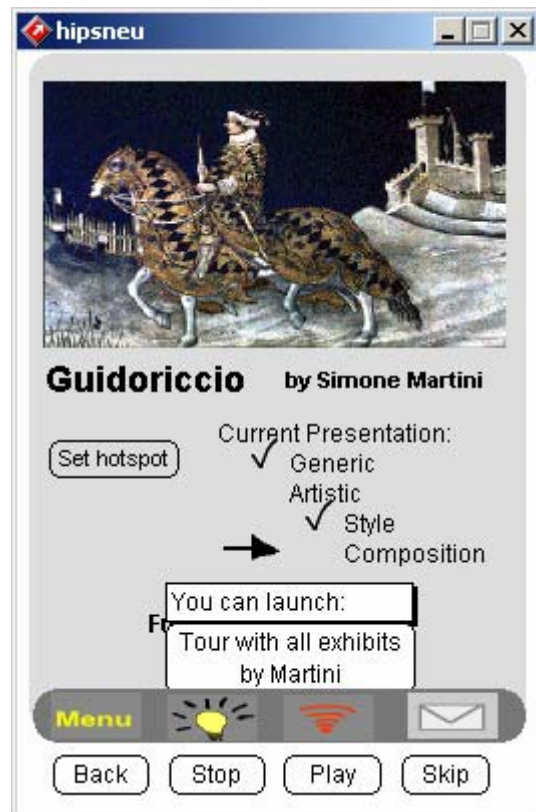 hipsneu
Guidoriccio by Simone Martini
Current Presentation:
Set hotspot
Generic
Artistic
Style
Composition
You can launch:
Tour with all exhibits
by Martini
Menu
Back Stop Play Skip